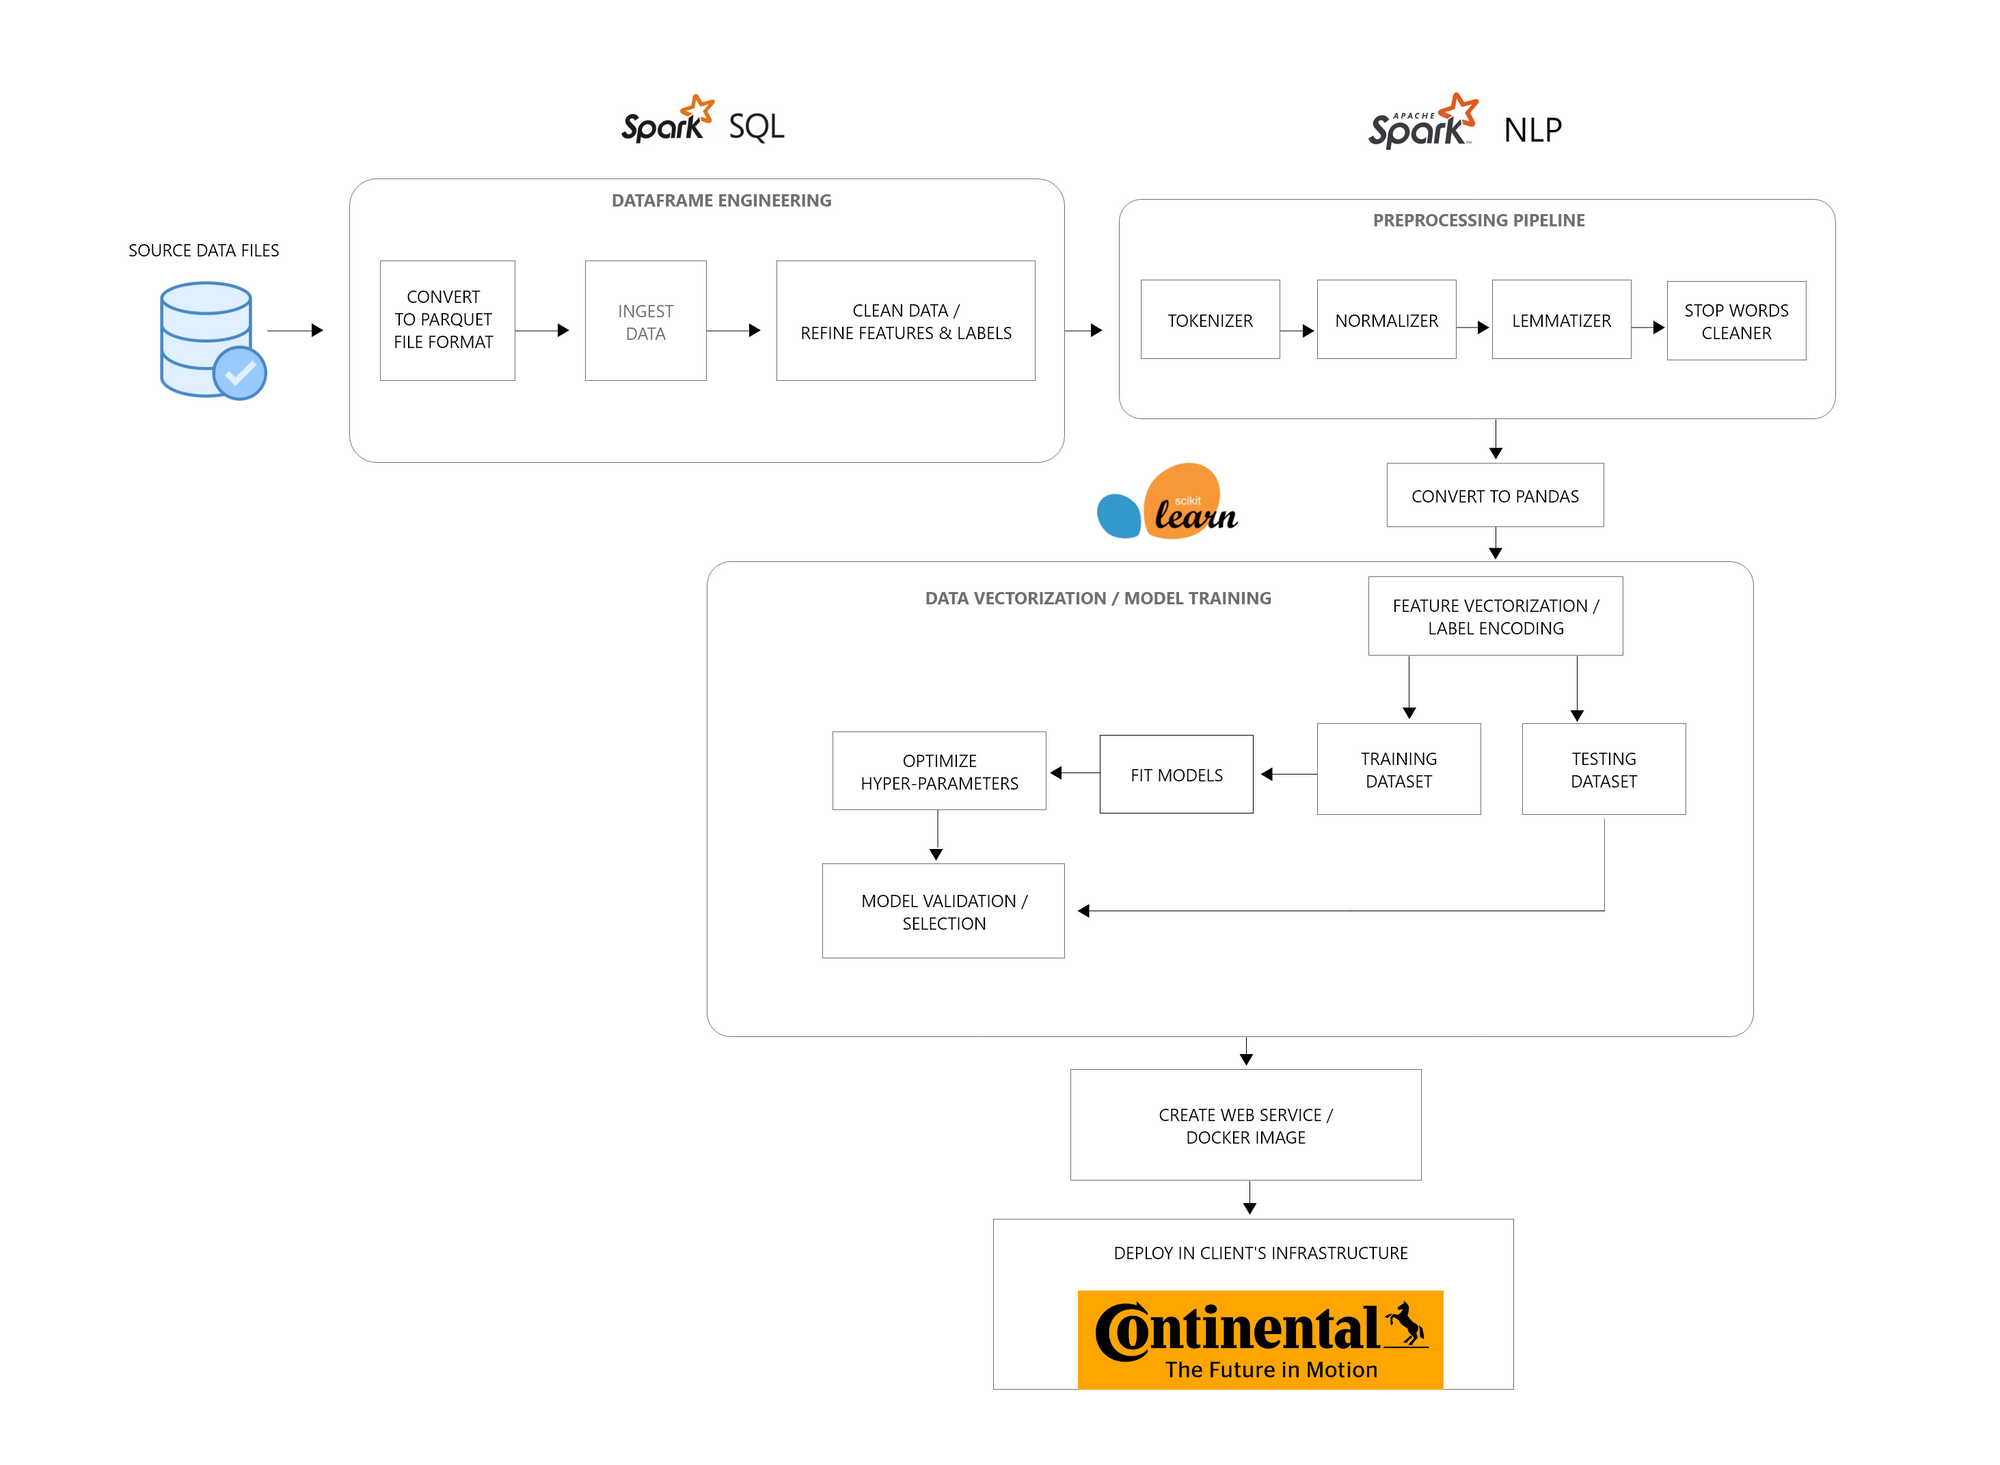 Spark SQL
APACHE
Spark NLP
TM
DATAFRAME ENGINEERING
SOURCE DATA FILES
CONVERT
TO PARQUET
FILE FORMAT
INGEST
DATA
CLEAN DATA /
REFINE FEATURES & LABELS
PREPROCESSING PIPELINE
TOKENIZER
NORMALIZER
LEMMATIZER
STOP WORDS
CLEANER
CONVERT TO PANDAS
scikit
learn
DATA VECTORIZATION / MODEL TRAINING
FEATURE VECTORIZATION /
LABEL ENCODING
OPTIMIZE
HYPER-PARAMETERS
FIT MODELS
TRAINING
DATASET
TESTING
DATASET
MODEL VALIDATION /
SELECTION
CREATE WEB SERVICE /
DOCKER IMAGE
DEPLOY IN CLIENT'S INFRASTRUCTURE
Continental
The Future in Motion